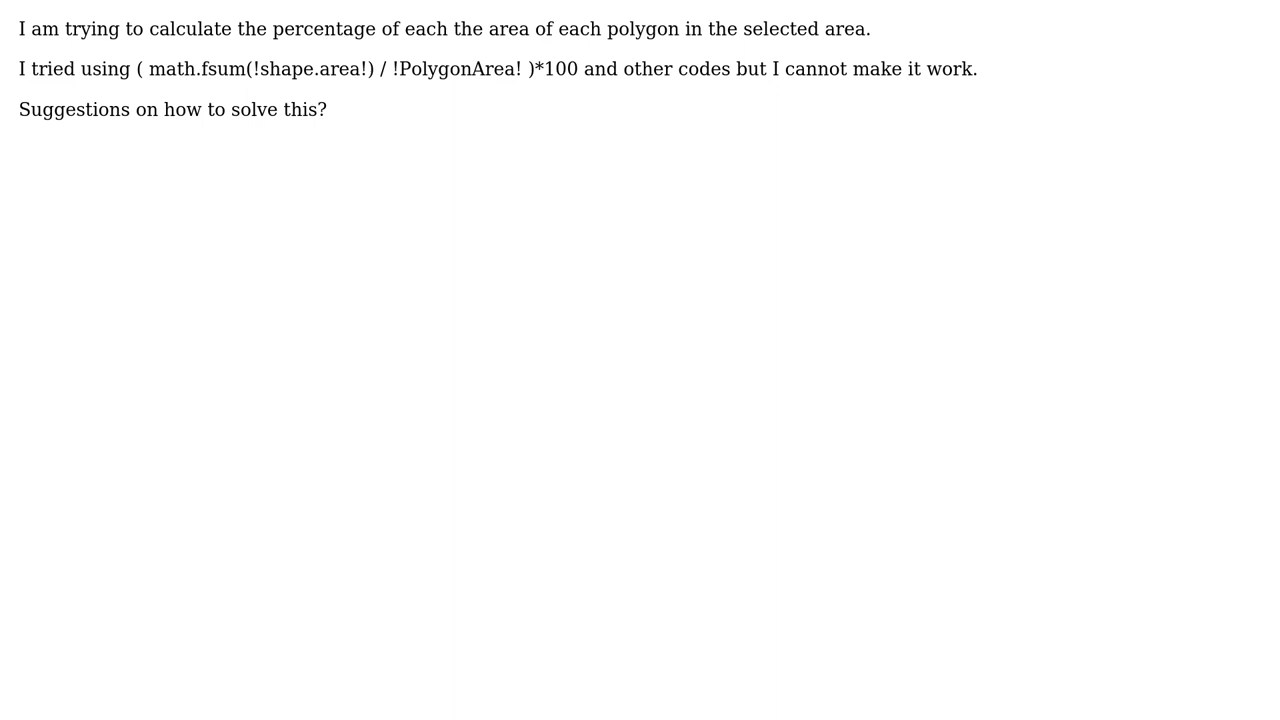 I am trying to calculate the percentage of each the area of each polygon in the selected area.
I tried using ( math.fsum(!shape.area!) / !PolygonArea! )*100 and other codes but I cannot make it work.
Suggestions on how to solve this?